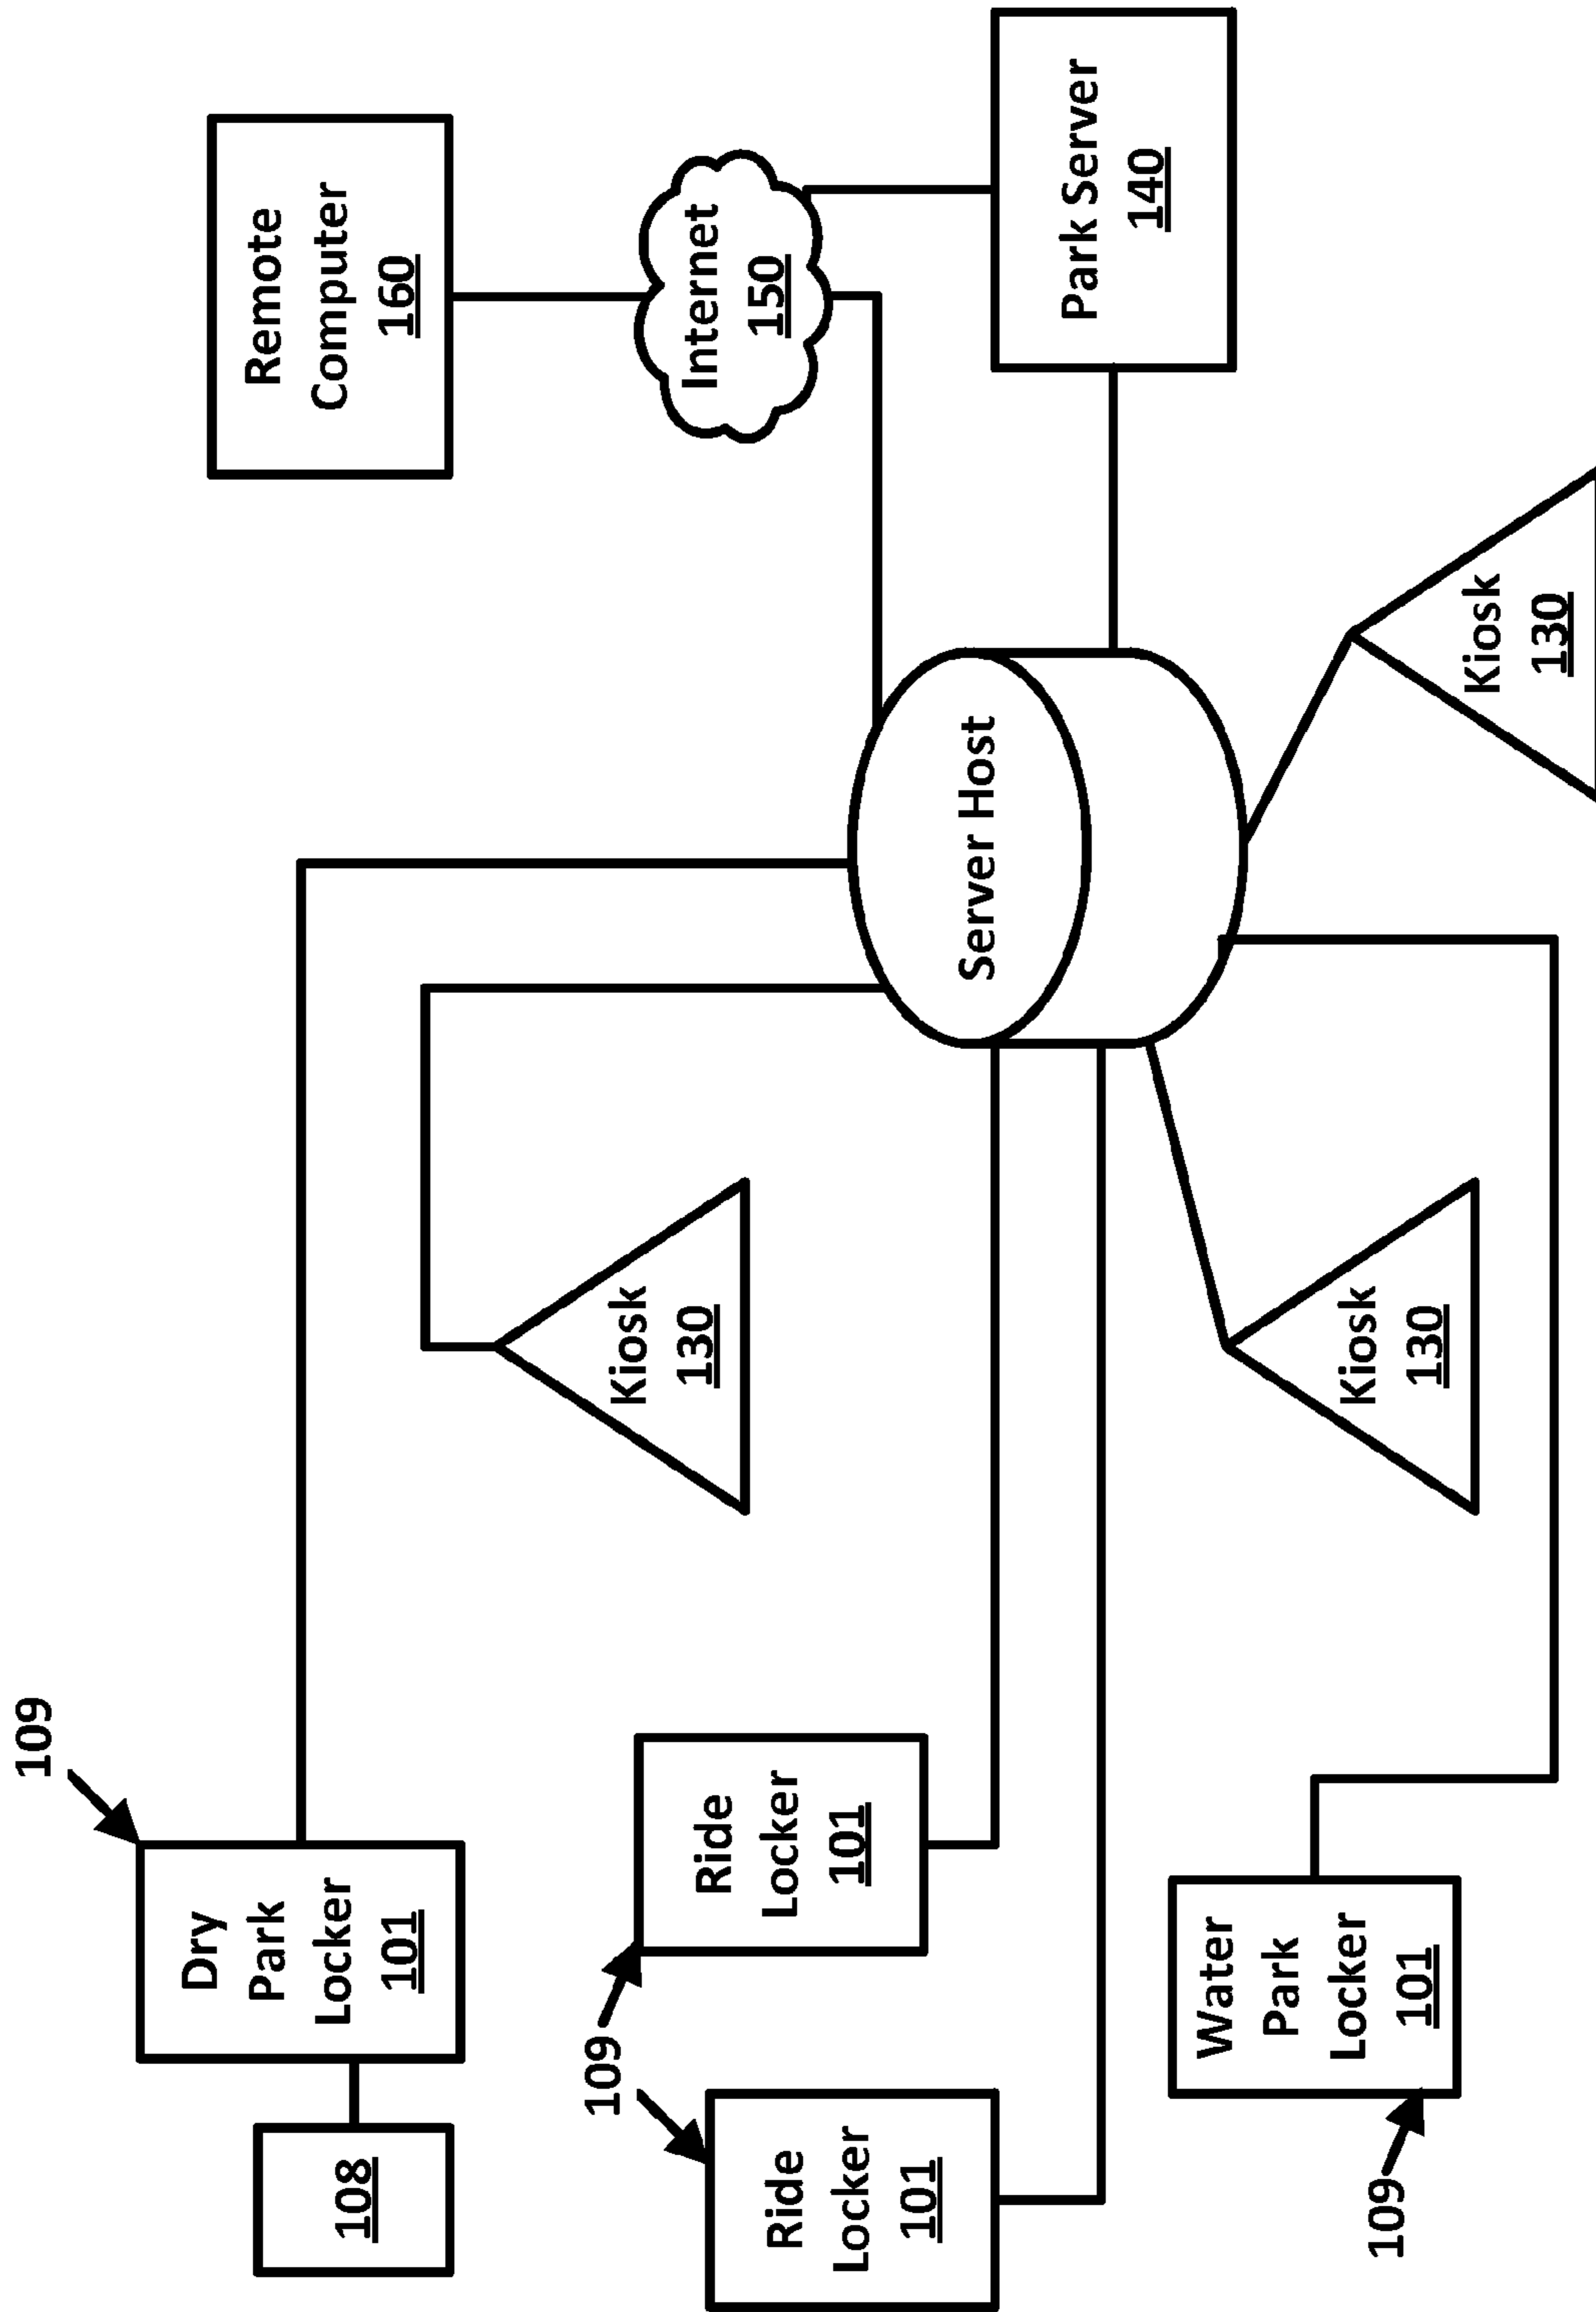 109
Dry
Park
Locker
101
108
Remote
Computer
160
109
Ride
Locker
101
Ride
Locker
101
Kiosk
130
Internet
150
Server Host
Park Server
140
Water
Park
Locker
101
109
Kiosk
130
Kiosk
130